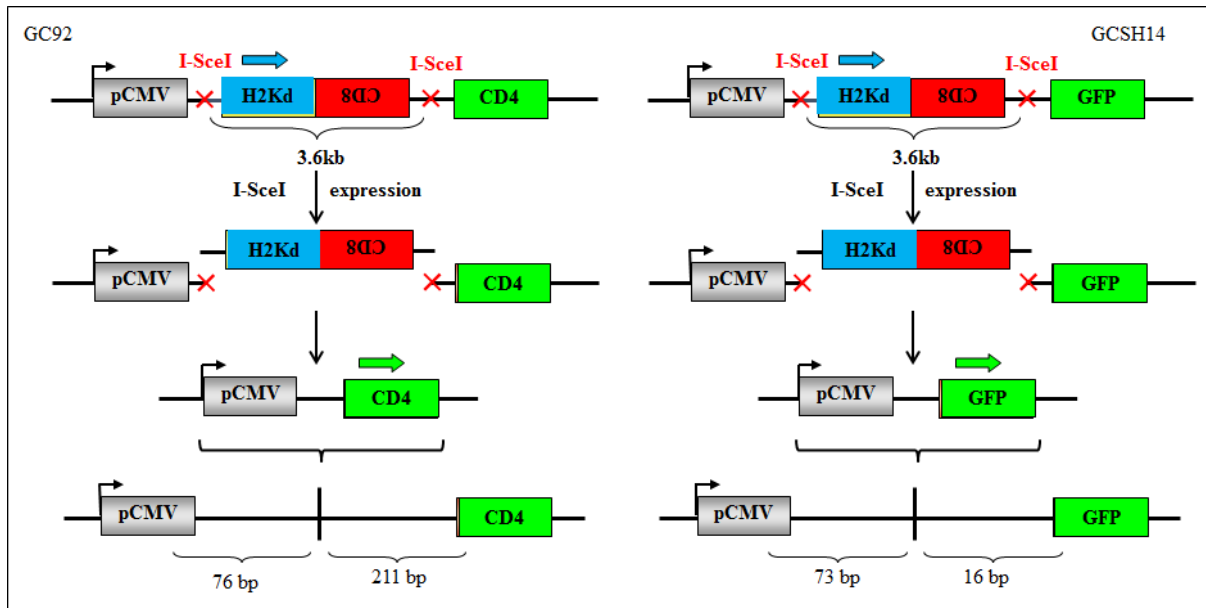 GC92
GCSH14
I-SceI I-SceI
pCMV H2Kd CD8 CD4
3.6kb
I-SceI expression
H2Kd CD8
pCMV CD4
pCMV CD4
pCMV CD4
76 bp 211 bp
I-SceI I-SceI
pCMV H2Kd CD8 GFP
3.6kb
I-SceI expression
H2Kd CD8
pCMV GFP
pCMV GFP
pCMV GFP
73 bp 16 bp